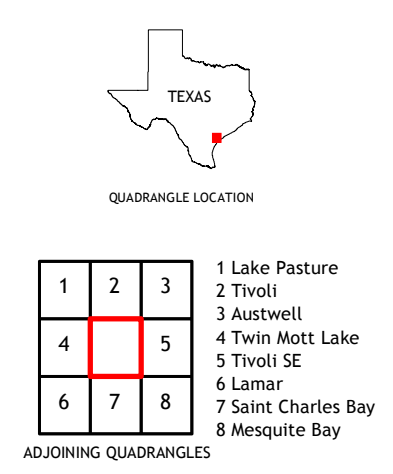 TEXAS
QUADRANGLE LOCATION
1 2 3
4 5
6 7 8
ADJOINING QUADRANGLES
1 Lake Pasture
2 Tivoli
3 Austwell
4 Twin Mott Lake
5 Tivoli SE
6 Lamar
7 Saint Charles Bay
8 Mesquite Bay